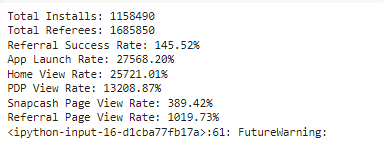 Total Installs: 1158490
Total Referees: 1685850
Referral Success Rate: 145.52%
App Launch Rate: 27568.20%
Home View Rate: 25721.01%
PDP View Rate: 13208.87%
Snapcash Page View Rate: 389.42%
Referral Page View Rate: 1019.73%
<ipython-input-16-d1cba77fb17a>:61: FutureWarning: